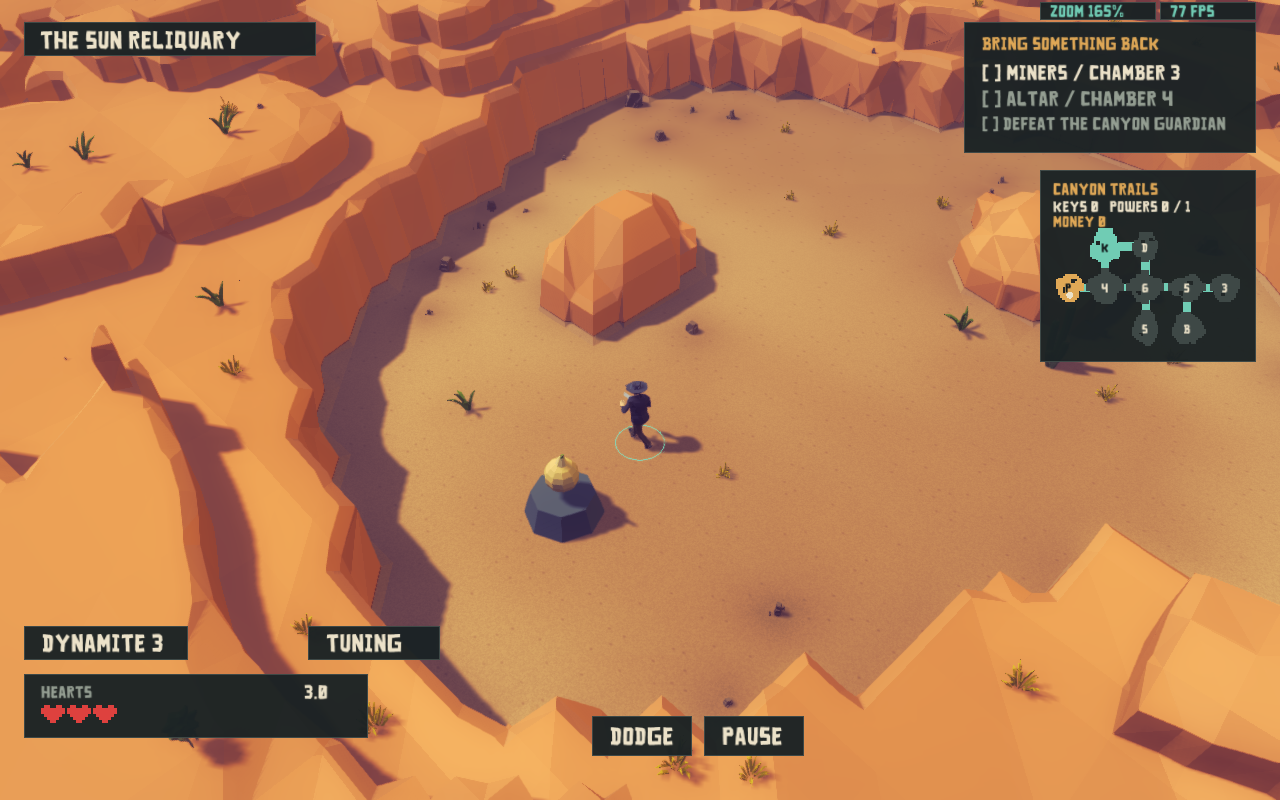 THE SUN RELIQUARY
ZOOM 165% 77 FPS
BRING SOMETHING BACK
[ ] MINERS / CHAMBER 3
[ ] ALTAR / CHAMBER 4
[ ] DEFEAT THE CANYON GUARDIAN
CANYON TRAILS
KEYS 0 POWERS 0 / 1
MONEY 0
K D
P 4 6 5 3
5 B
DYNAMITE 3
TUNING
HEARTS 3.0
DODGE PAUSE